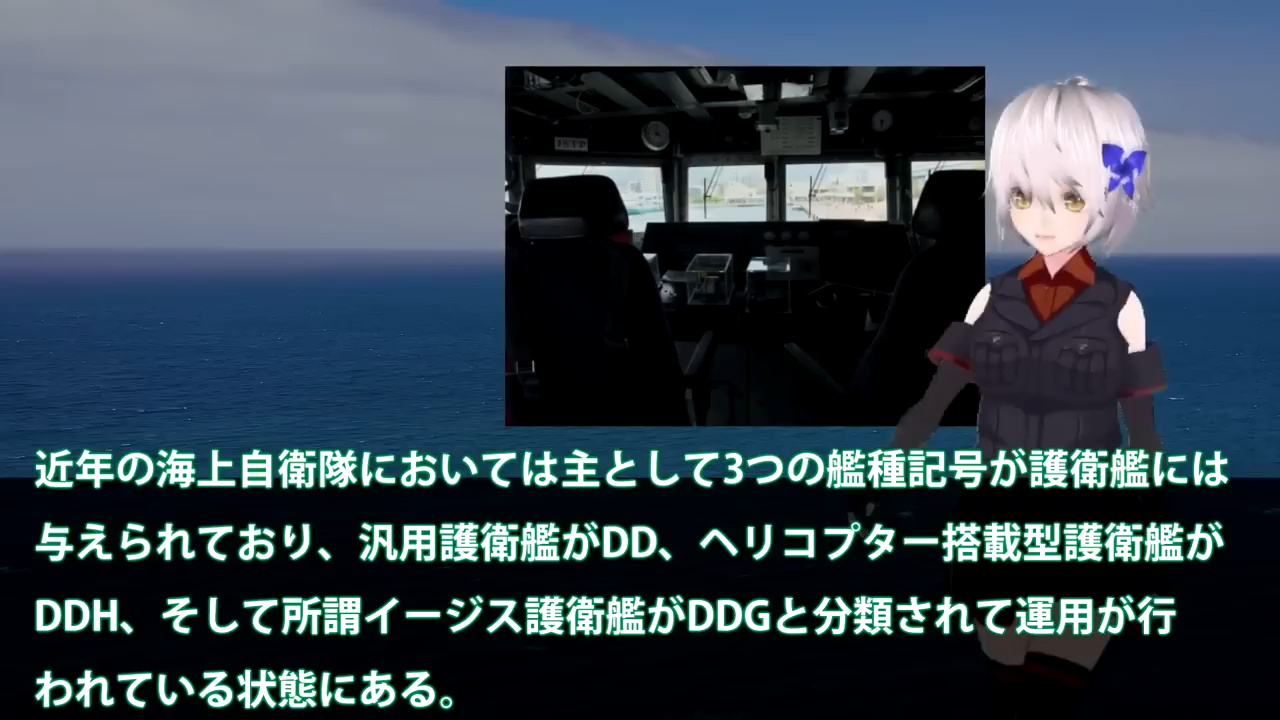 近年の海上自衛隊においては主として3つの艦種記号が護衛艦には
与えられており、汎用護衛艦がDD、ヘリコプター搭載型護衛艦が
DDH、そして所謂イージス護衛艦がDDGと分類されて運用が行
われている状態にある。